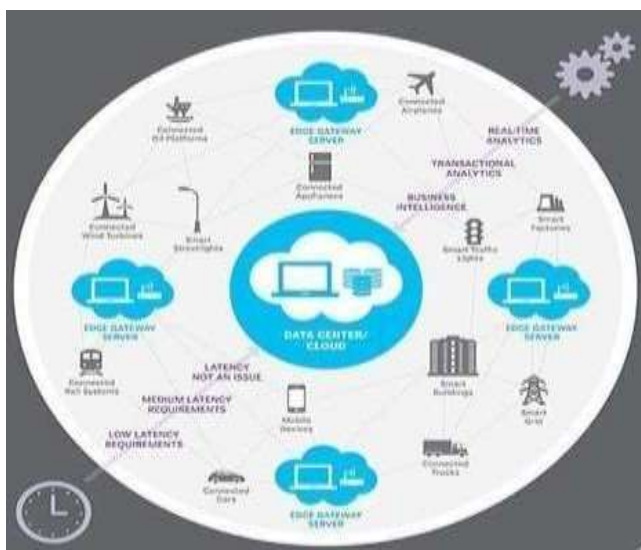 Connected
Airplanes
Connected
Oil Platforms
EDGE GATEWAY
SERVER
REAL-TIME
ANALYTICS
TRANSACTIONAL
ANALYTICS
Connected
Appliances
BUSINESS
INTELLIGENCE
Smart
Factories
Connected
Wind Turbines
Smart
Streetlights
Smart Traffic
Lights
EDGE GATEWAY
SERVER
DATA CENTER/
CLOUD
EDGE GATEWAY
SERVER
LATENCY
NOT AN ISSUE
Connected
Rail Systems
MEDIUM LATENCY
REQUIREMENTS
Smart
Buildings
Smart
Grid
Mobile
Devices
LOW LATENCY
REQUIREMENTS
Connected
Trucks
Connected
Cars
EDGE GATEWAY
SERVER